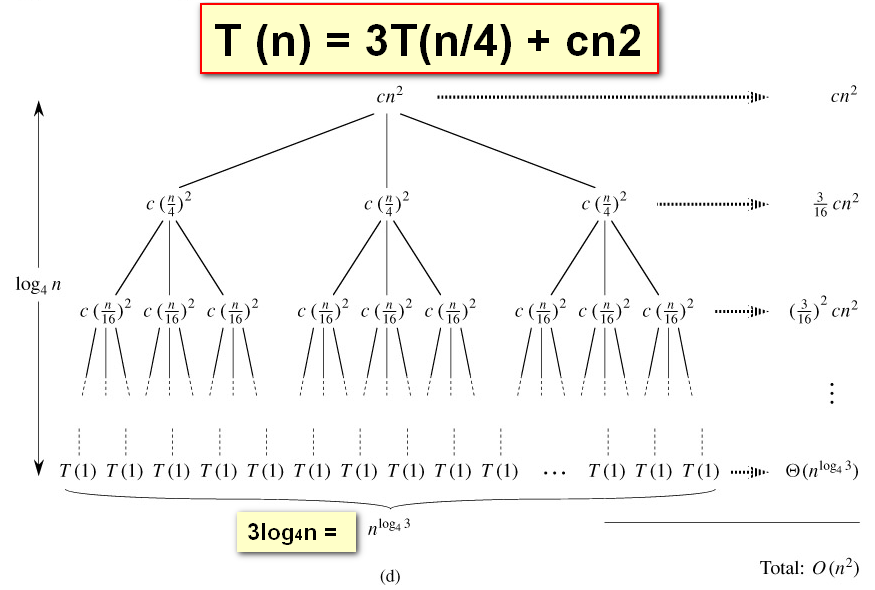 T (n) = 3T(n/4) + cn2
cn² cn²
c (n/4)² c (n/4)² c (n/4)² 3/16 cn²
log₄ n
c (n/16)² c (n/16)² c (n/16)² c (n/16)² c (n/16)² c (n/16)² c (n/16)² c (n/16)² c (n/16)² (3/16)² cn²
⋮
T (1) T (1) T (1) T (1) T (1) T (1) T (1) T (1) T (1) T (1) … T (1) T (1) T (1) Θ(n^log₄ 3)
3log₄n = n^log₄ 3
(d)
Total: O(n²)